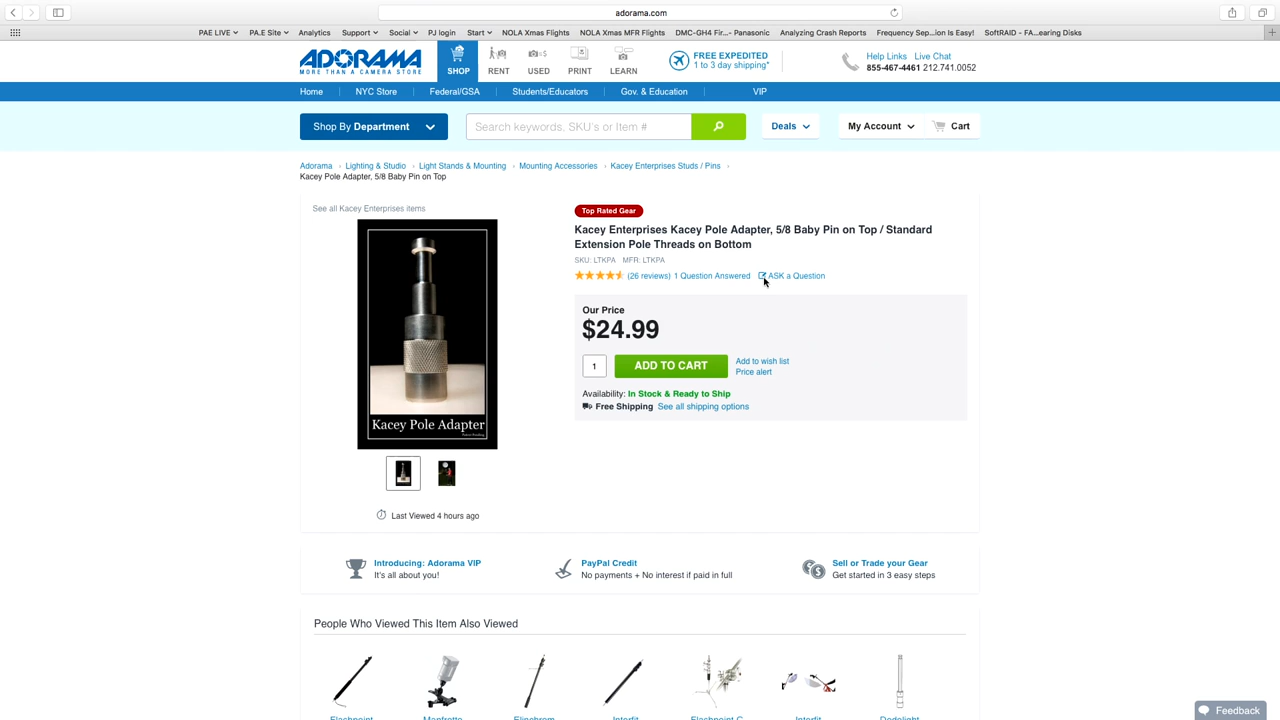 adorama.com
PAE LIVE PA.E Site Analytics Support Social PJ login Start NOLA Xmas Flights NOLA Xmas MFR Flights DMC-GH4 Fir...- Panasonic Analyzing Crash Reports Frequency Sep...ion Is Easy! SoftRAID - FA...earing Disks
ADORAMA
MORE THAN A CAMERA STORE
SHOP RENT USED PRINT LEARN
FREE EXPEDITED
1 to 3 day shipping*
Help Links Live Chat
855-467-4461 212.741.0052
Home NYC Store Federal/GSA Students/Educators Gov. & Education VIP
Shop By Department Search keywords, SKU's or Item # Deals My Account Cart
Adorama › Lighting & Studio › Light Stands & Mounting › Mounting Accessories › Kacey Enterprises Studs / Pins ›
Kacey Pole Adapter, 5/8 Baby Pin on Top
See all Kacey Enterprises items
Kacey Pole Adapter
Last Viewed 4 hours ago
Top Rated Gear
Kacey Enterprises Kacey Pole Adapter, 5/8 Baby Pin on Top / Standard
Extension Pole Threads on Bottom
SKU: LTKPA MFR: LTKPA
(26 reviews) 1 Question Answered ASK a Question
Our Price
$24.99
1 ADD TO CART
Add to wish list
Price alert
Availability: In Stock & Ready to Ship
Free Shipping See all shipping options
Introducing: Adorama VIP
It's all about you!
PayPal Credit
No payments + No interest if paid in full
Sell or Trade your Gear
Get started in 3 easy steps
People Who Viewed This Item Also Viewed
Flashpoint Manfrotto Elinchrom Interfit Flashpoint C Interfit Dedolight
Feedback